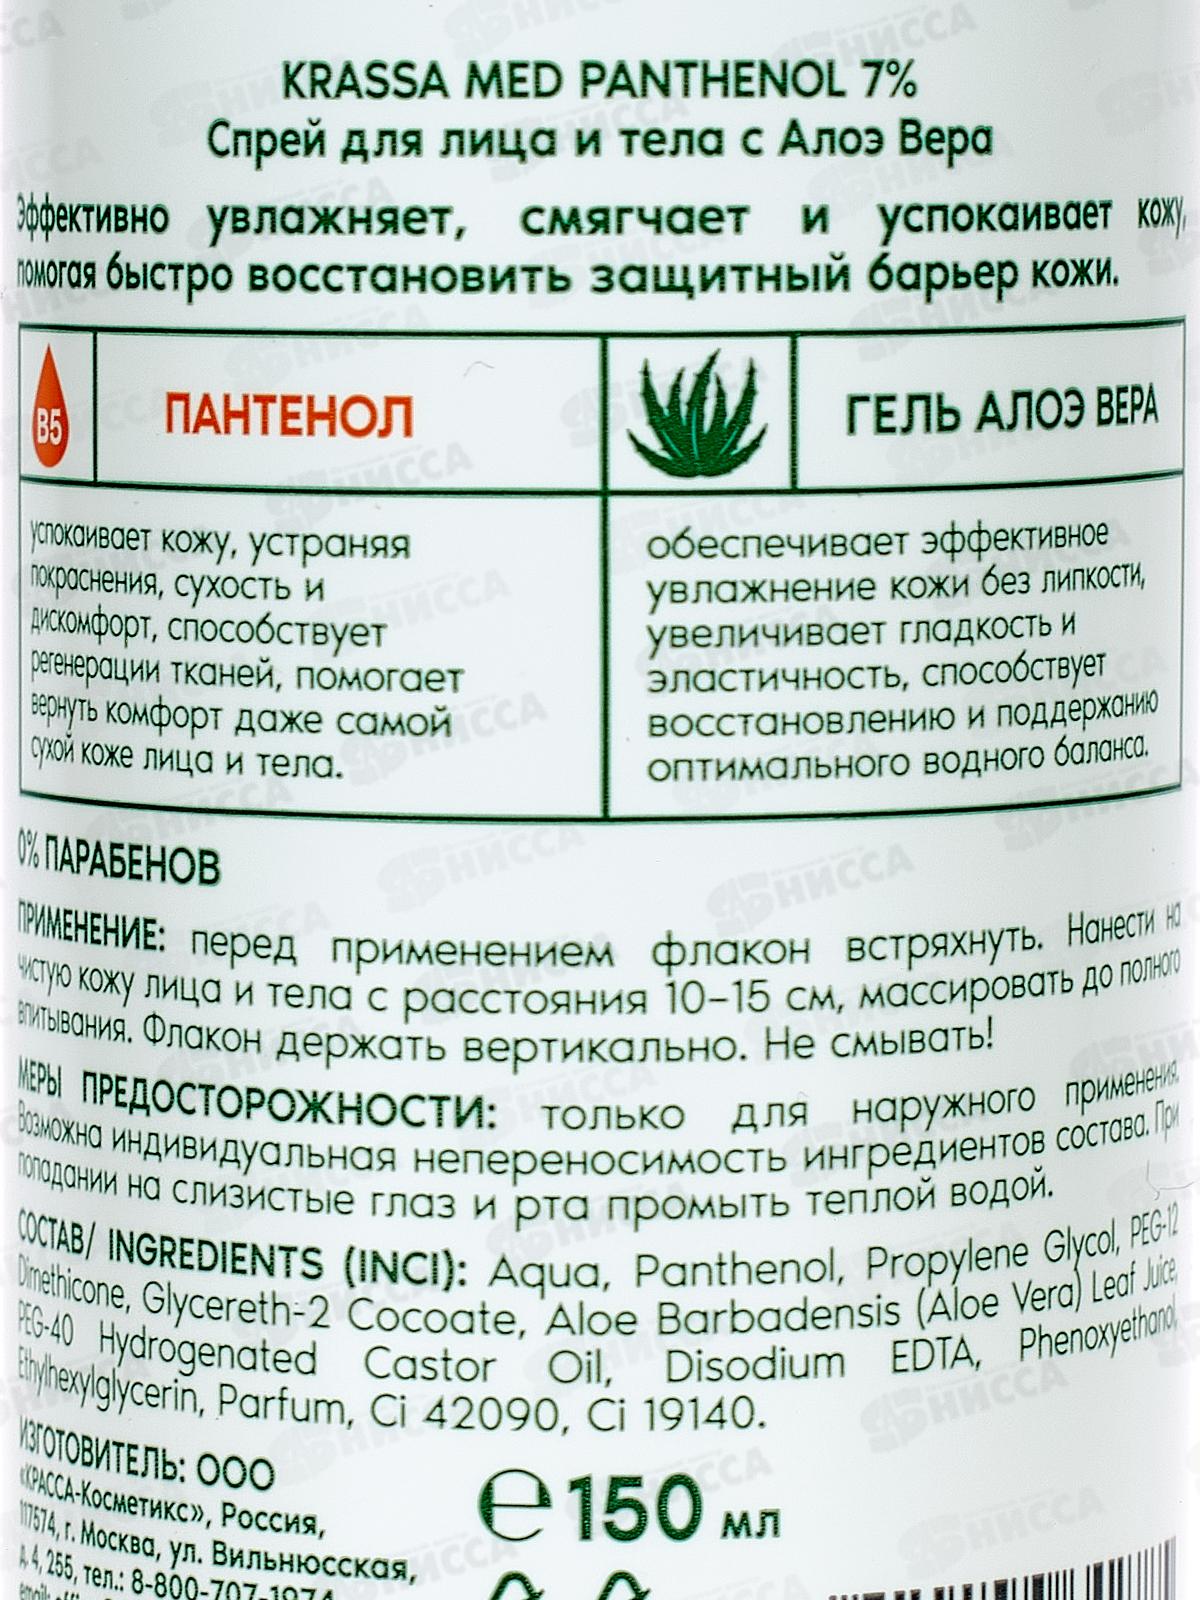 KRASSA MED PANTHENOL 7%
Спрей для лица и тела с Алоэ Вера
Эффективно увлажняет, смягчает и успокаивает кожу,
помогая быстро восстановить защитный барьер кожи.
B5
ПАНТЕНОЛ
успокаивает кожу, устраняя
покраснения, сухость и
дискомфорт, способствует
регенерации тканей, помогает
вернуть комфорт даже самой
сухой коже лица и тела.
ГЕЛЬ АЛОЭ ВЕРА
обеспечивает эффективное
увлажнение кожи без липкости,
увеличивает гладкость и
эластичность, способствует
восстановлению и поддержанию
оптимального водного баланса.
0% ПАРАБЕНОВ
ПРИМЕНЕНИЕ: перед применением флакон встряхнуть. Нанести на
чистую кожу лица и тела с расстояния 10-15 см, массировать до полного
впитывания. Флакон держать вертикально. Не смывать!
МЕРЫ ПРЕДОСТОРОЖНОСТИ: только для наружного применения.
Возможна индивидуальная непереносимость ингредиентов состава. При
попадании на слизистые глаз и рта промыть теплой водой.
СОСТАВ/ INGREDIENTS (INCI): Aqua, Panthenol, Propylene Glycol, PEG-12
Dimethicone, Glycereth-2 Cocoate, Aloe Barbadensis (Aloe Vera) Leaf Juice,
PEG-40 Hydrogenated Castor Oil, Disodium EDTA, Phenoxyethanol,
Ethylhexylglycerin, Parfum, Ci 42090, Ci 19140.
ИЗГОТОВИТЕЛЬ: ООО
«КРАССА-Косметикс», Россия,
117574, г. Москва, ул. Вильнюсская,
д. 4, 255, тел.: 8-800-707-1974
email:
℮ 150 мл
НИССА